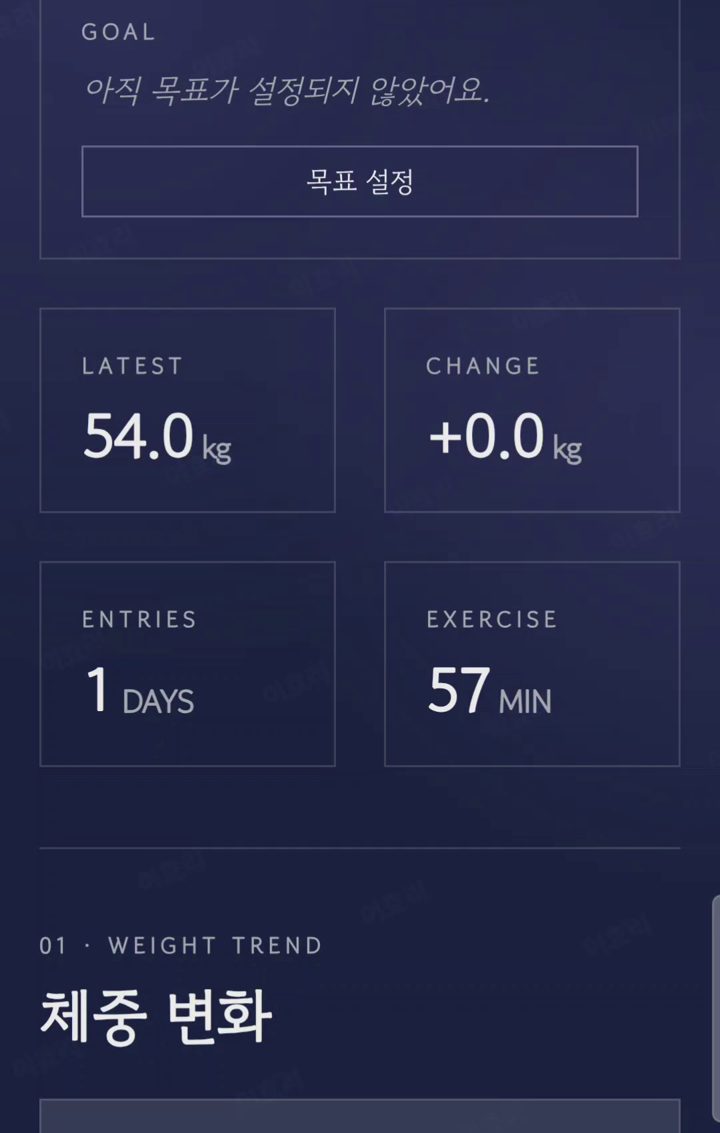 GOAL
아직 목표가 설정되지 않았어요.
목표 설정
LATEST
54.0 kg
CHANGE
+0.0 kg
ENTRIES
1 DAYS
EXERCISE
57 MIN
01 · WEIGHT TREND
체중 변화